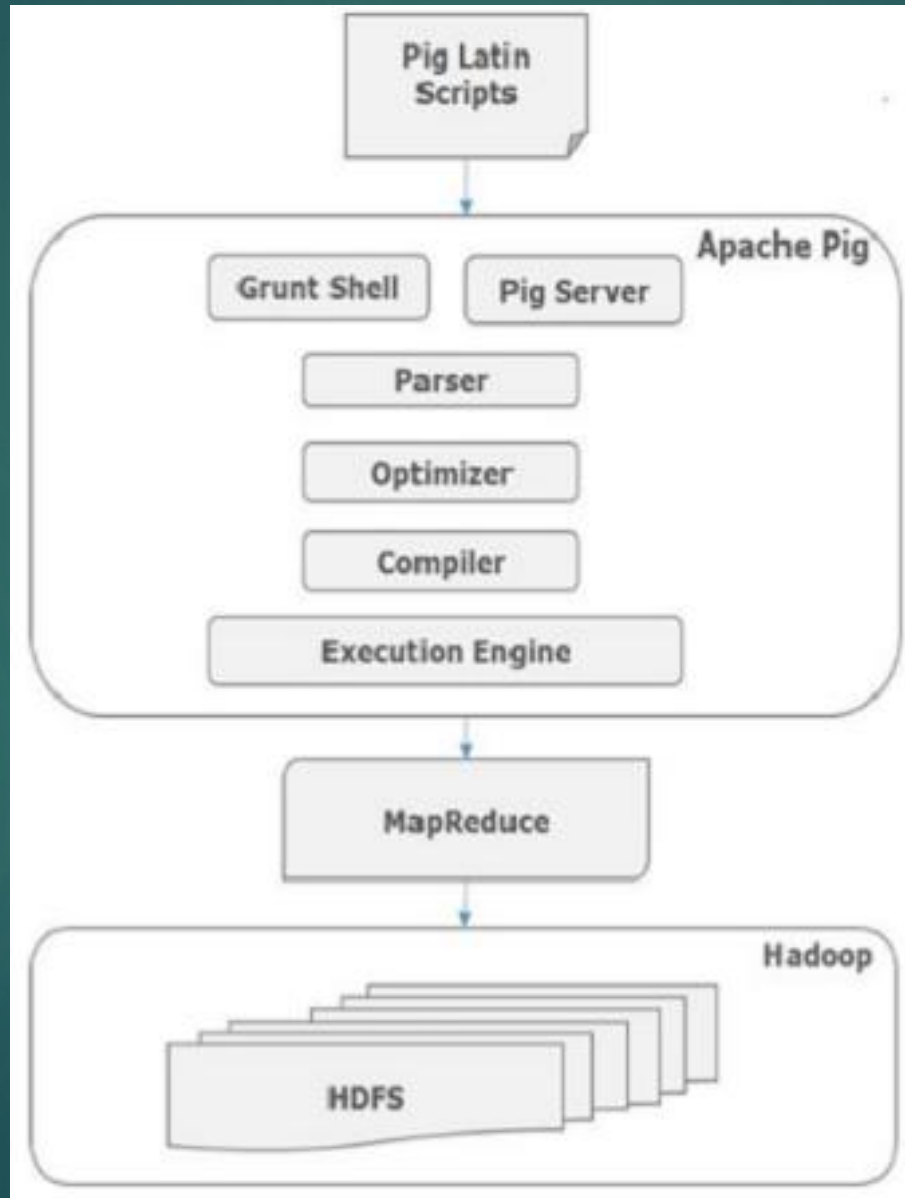 Pig Latin
Scripts
Apache Pig
Grunt Shell
Pig Server
Parser
Optimizer
Compiler
Execution Engine
MapReduce
Hadoop
HDFS